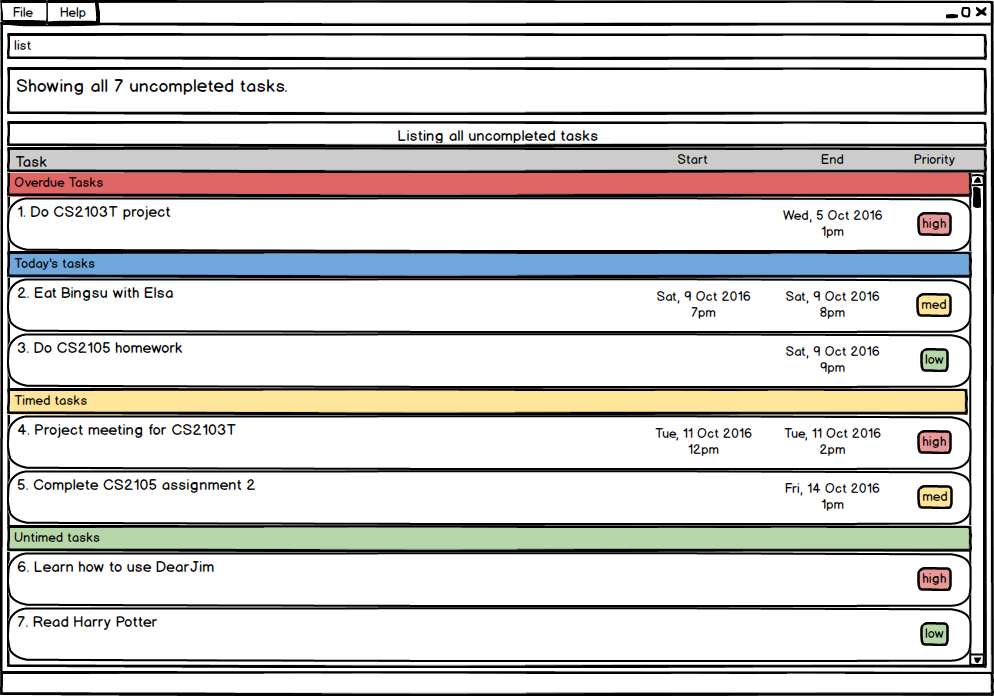 File Help
list
Showing all 7 uncompleted tasks.
Listing all uncompleted tasks
Task Start End Priority
Overdue Tasks
1. Do CS2103T project Wed, 5 Oct 2016 high
1pm
Today's tasks
2. Eat Bingsu with Elsa Sat, 9 Oct 2016 Sat, 9 Oct 2016 med
7pm 8pm
3. Do CS2105 homework Sat, 9 Oct 2016 low
9pm
Timed tasks
4. Project meeting for CS2103T Tue, 11 Oct 2016 Tue, 11 Oct 2016 high
12pm 2pm
5. Complete CS2105 assignment 2 Fri, 14 Oct 2016 med
1pm
Untimed tasks
6. Learn how to use DearJim high
7. Read Harry Potter low